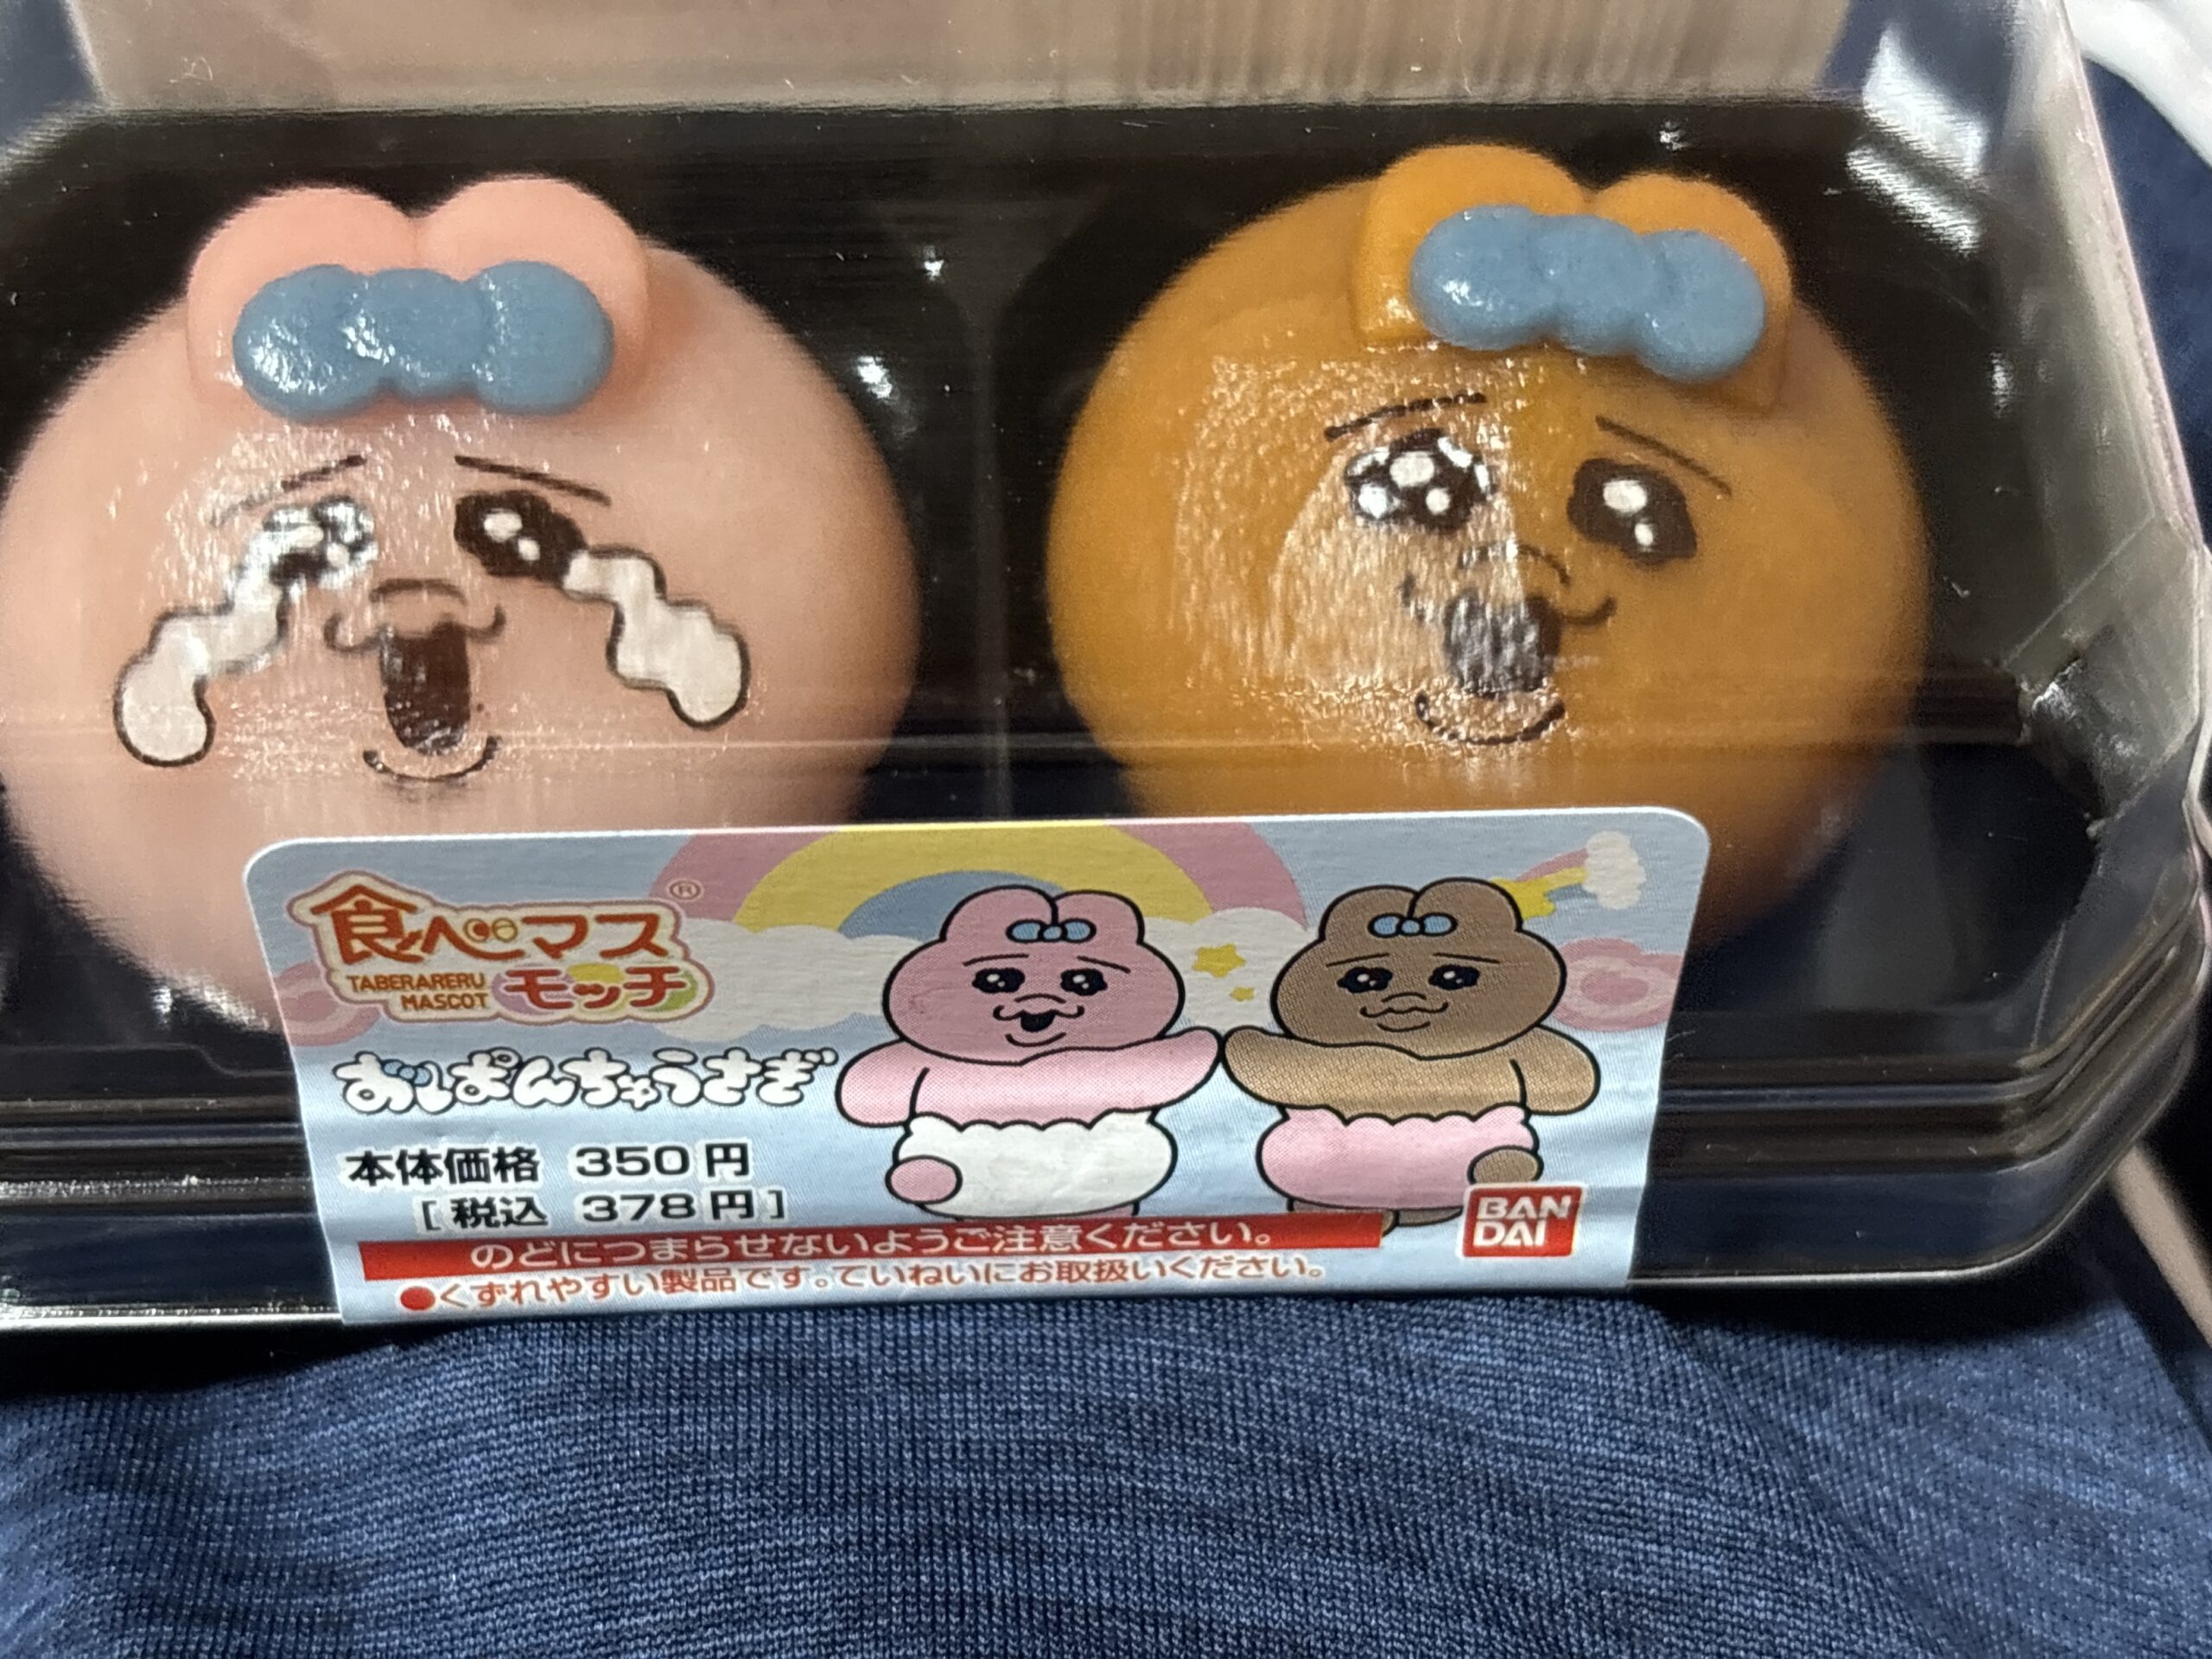 食べマス®
TABERARERU
MASCOT
モッチ
おぱんちゅうさぎ
本体価格 350円
[税込 378円]
のどにつまらせないようご注意ください。
●くずれやすい製品です。ていねいにお取扱いください。
BAN
DAI